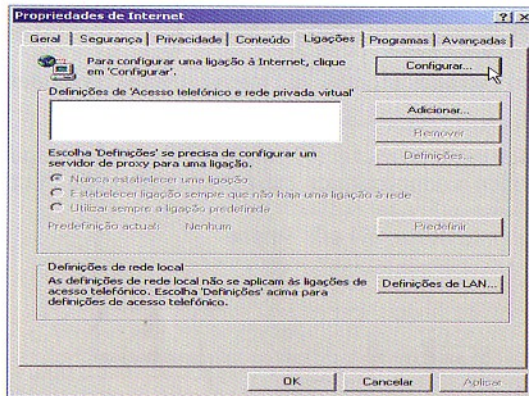 Propriedades de Internet
Geral Segurança Privacidade Conteúdo Ligações Programas Avançadas
Para configurar uma ligação à Internet, clique
em 'Configurar'.
Configurar...
Definições de 'Acesso telefónico e rede privada virtual'
Adicionar...
Remover
Definições...
Escolha 'Definições' se precisa de configurar um
servidor de proxy para uma ligação.
Nunca estabelecer uma ligação
Estabelecer ligação sempre que não haja uma ligação à rede
Utilizar sempre a ligação predefinida
Predefinição actual: Nenhum
Predefinir
Definições de rede local
As definições de rede local não se aplicam às ligações de
acesso telefónico. Escolha 'Definições' acima para
definições de acesso telefónico.
Definições de LAN...
OK Cancelar Aplicar